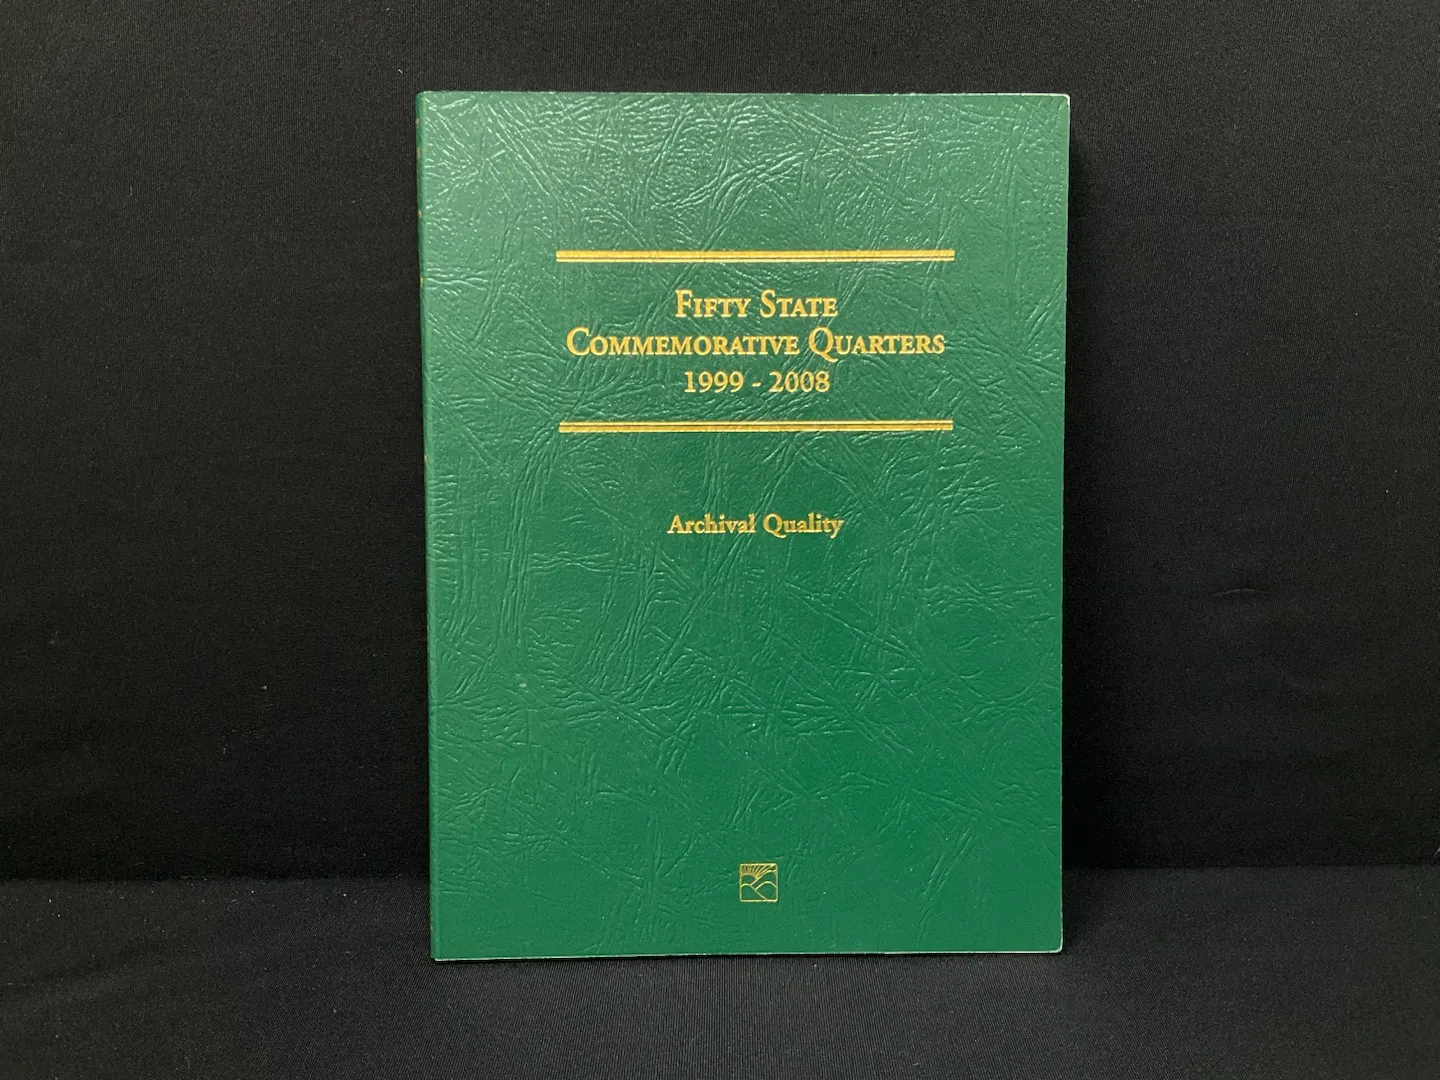 Fifty State
Commemorative Quarters
1999 - 2008
Archival Quality